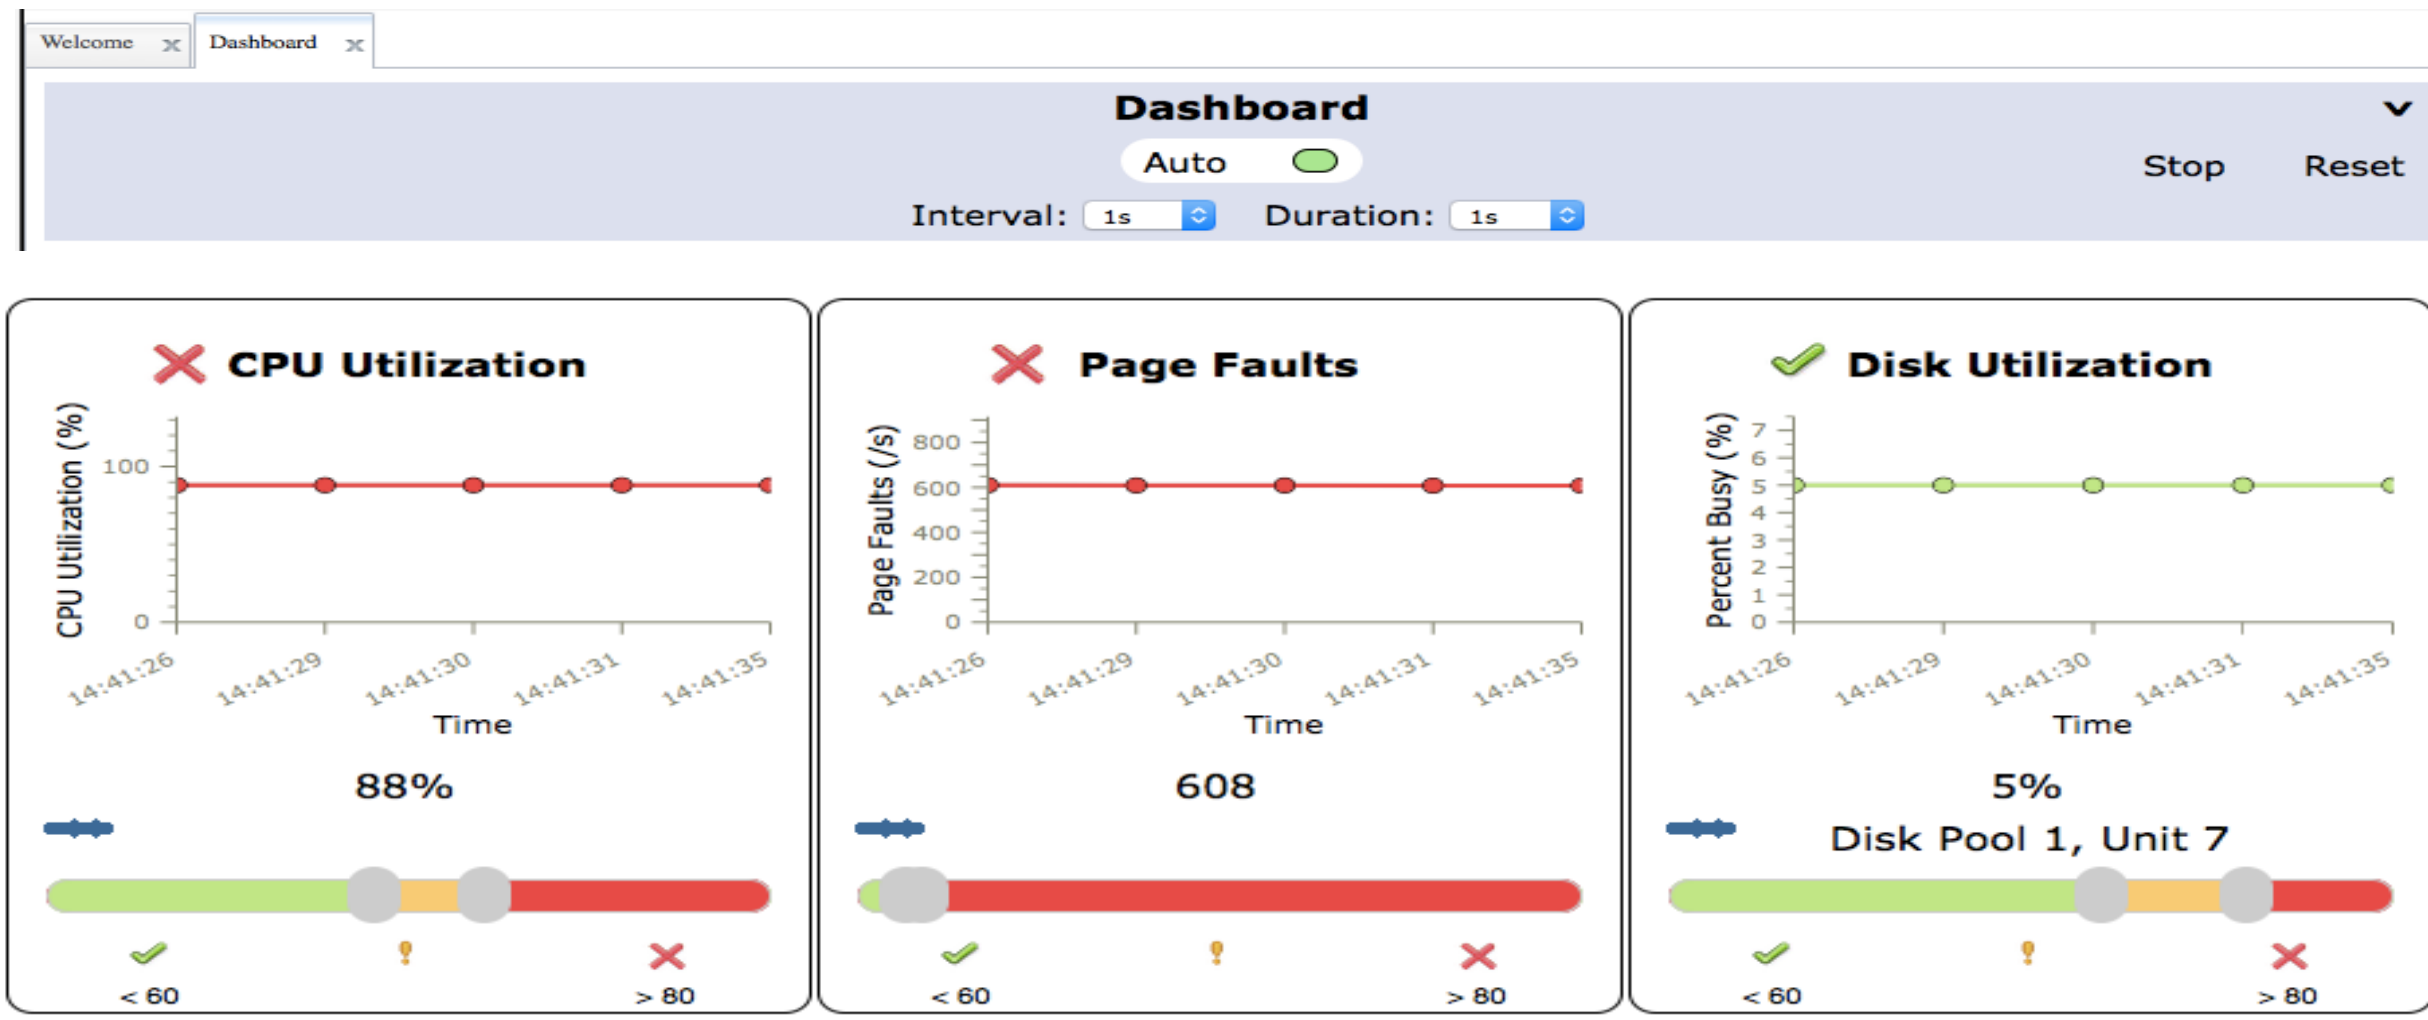 Welcome x Dashboard x
Dashboard v
Auto
Stop Reset
Interval: 1s Duration: 1s
CPU Utilization
CPU Utilization (%)
100
0
14:41:26 14:41:29 14:41:30 14:41:31 14:41:35
Time
88%
< 60 > 80
Page Faults
Page Faults (/s)
800
600
400
200
0
14:41:26 14:41:29 14:41:30 14:41:31 14:41:35
Time
608
< 60 > 80
Disk Utilization
Percent Busy (%)
7
6
5
4
3
2
1
0
14:41:26 14:41:29 14:41:30 14:41:31 14:41:35
Time
5%
Disk Pool 1, Unit 7
< 60 > 80